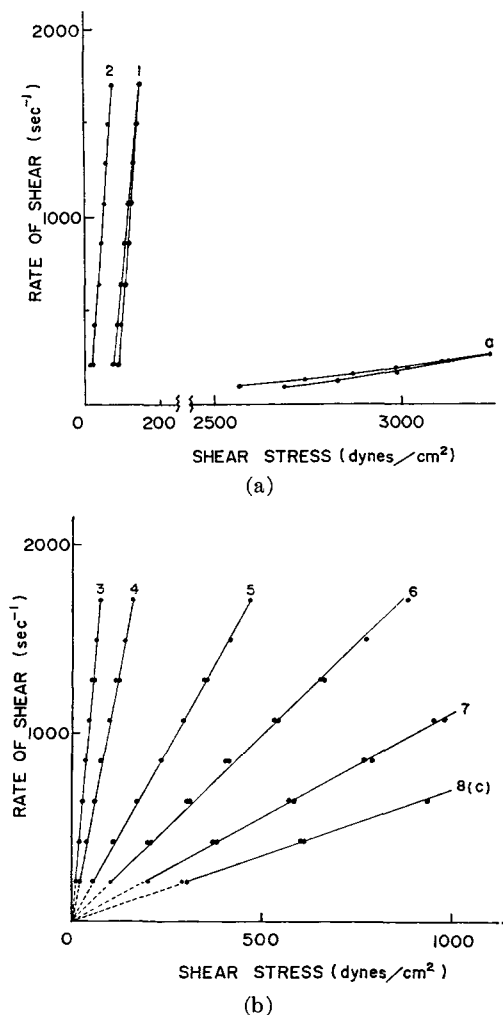 2000
2
1
RATE OF SHEAR (sec⁻¹)
1000
a
0
200
2500
3000
SHEAR STRESS (dynes/cm²)
(a)
2000
3
4
5
6
RATE OF SHEAR (sec⁻¹)
1000
7
8(c)
0
500
1000
SHEAR STRESS (dynes/cm²)
(b)